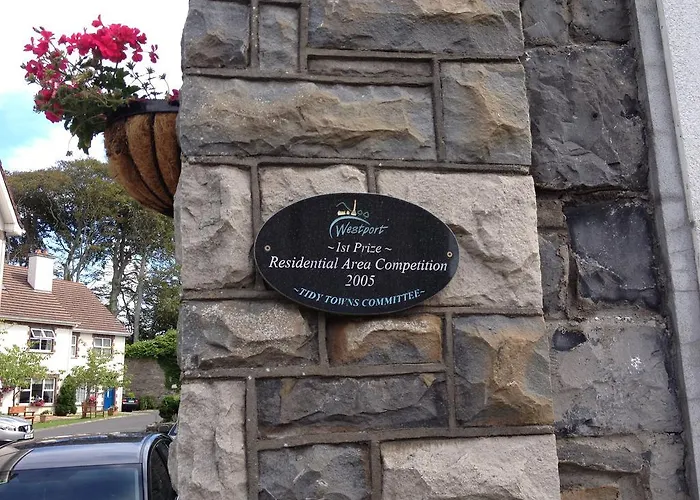 Westport
~1st Prize~
Residential Area Competition
2005
~TIDY TOWNS COMMITTEE~